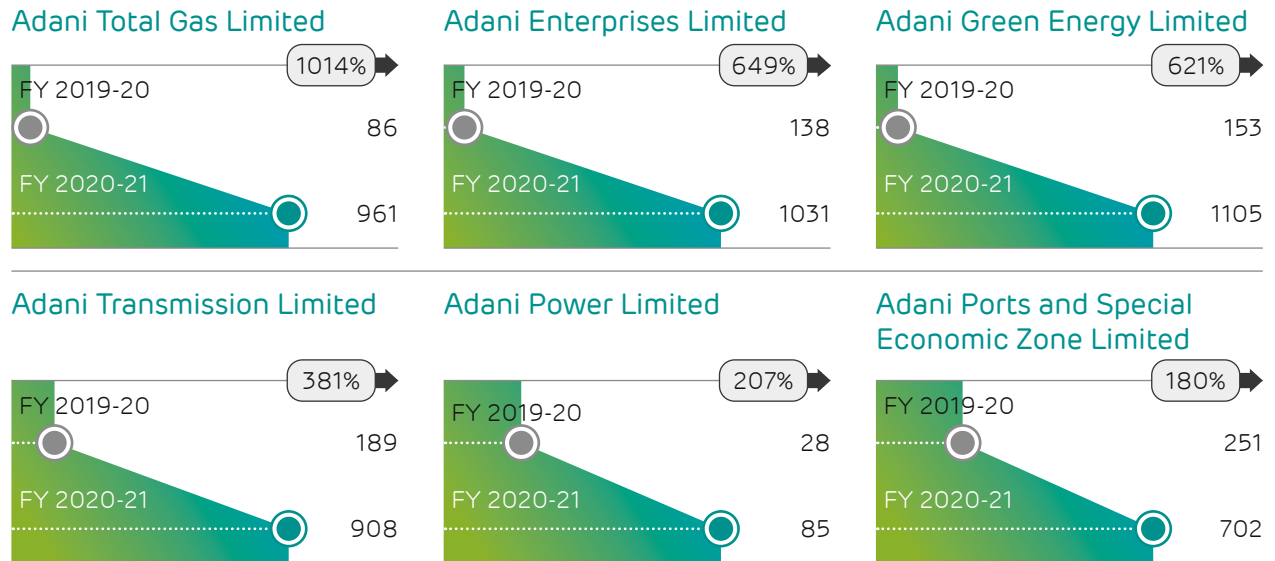 Adani Total Gas Limited
1014%
FY 2019-20
86
FY 2020-21
961
Adani Enterprises Limited
649%
FY 2019-20
138
FY 2020-21
1031
Adani Green Energy Limited
621%
FY 2019-20
153
FY 2020-21
1105
Adani Transmission Limited
381%
FY 2019-20
189
FY 2020-21
908
Adani Power Limited
207%
FY 2019-20
28
FY 2020-21
85
Adani Ports and Special
Economic Zone Limited
180%
FY 2019-20
251
FY 2020-21
702